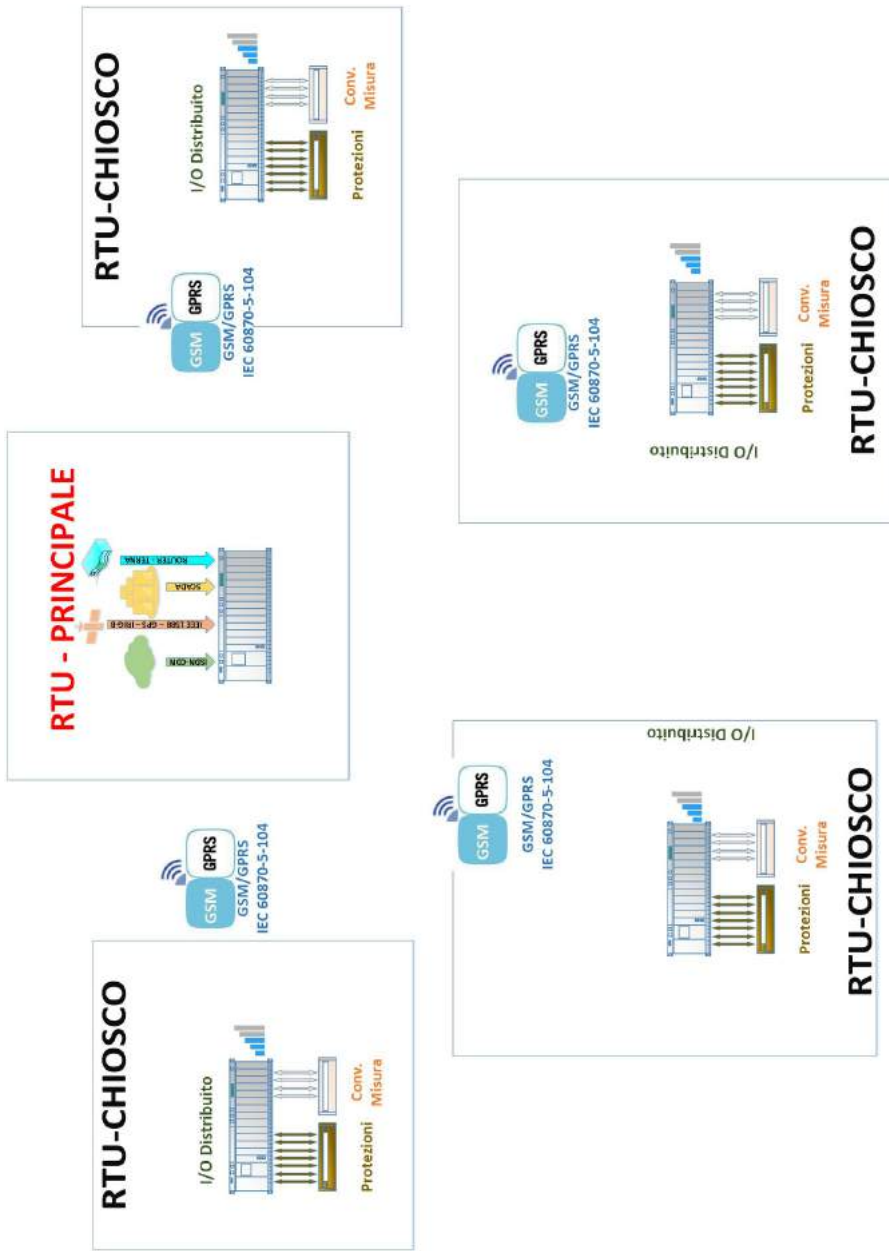 RTU-CHIOSCO
I/O Distribuito
Protezioni
Conv.
Misura
GSM
GPRS
GSM/GPRS
IEC 60870-5-104
RTU - PRINCIPALE
ISDN-CDN
IEEE 1588 – GPS – IRIG-B
SCADA
ROUTER - TERNA
GSM
GPRS
GSM/GPRS
IEC 60870-5-104
RTU-CHIOSCO
I/O Distribuito
Protezioni
Conv.
Misura
GSM
GPRS
GSM/GPRS
IEC 60870-5-104
I/O Distribuito
Protezioni
Conv.
Misura
RTU-CHIOSCO
GSM
GPRS
GSM/GPRS
IEC 60870-5-104
I/O Distribuito
Protezioni
Conv.
Misura
RTU-CHIOSCO